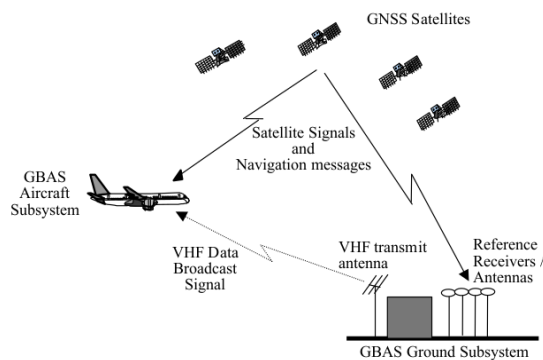 GNSS Satellites
Satellite Signals
and
Navigation messages
GBAS
Aircraft
Subsystem
VHF Data
Broadcast
Signal
VHF transmit
antenna
Reference
Receivers /
Antennas
GBAS Ground Subsystem